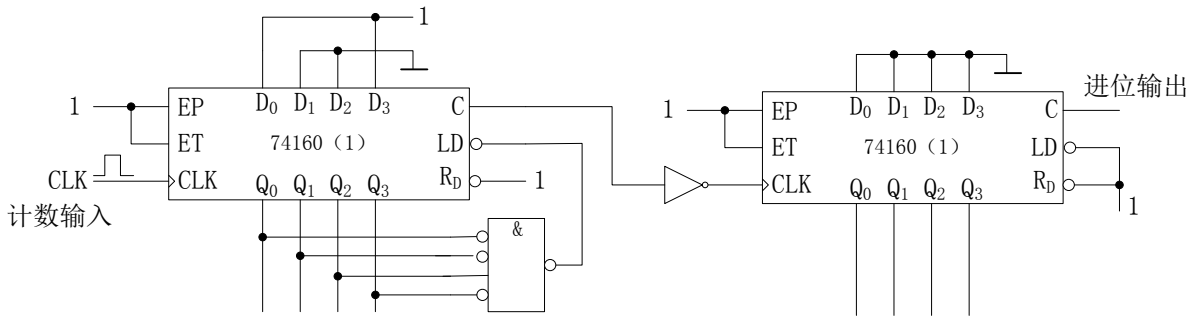 1
1
EP
D₀ D₁ D₂ D₃
C
ET
74160（1）
LD
CLK
CLK
Q₀ Q₁ Q₂ Q₃
R_D
1
计数输入
&
1
EP
D₀ D₁ D₂ D₃
C
进位输出
ET
74160（1）
LD
CLK
Q₀ Q₁ Q₂ Q₃
R_D
1